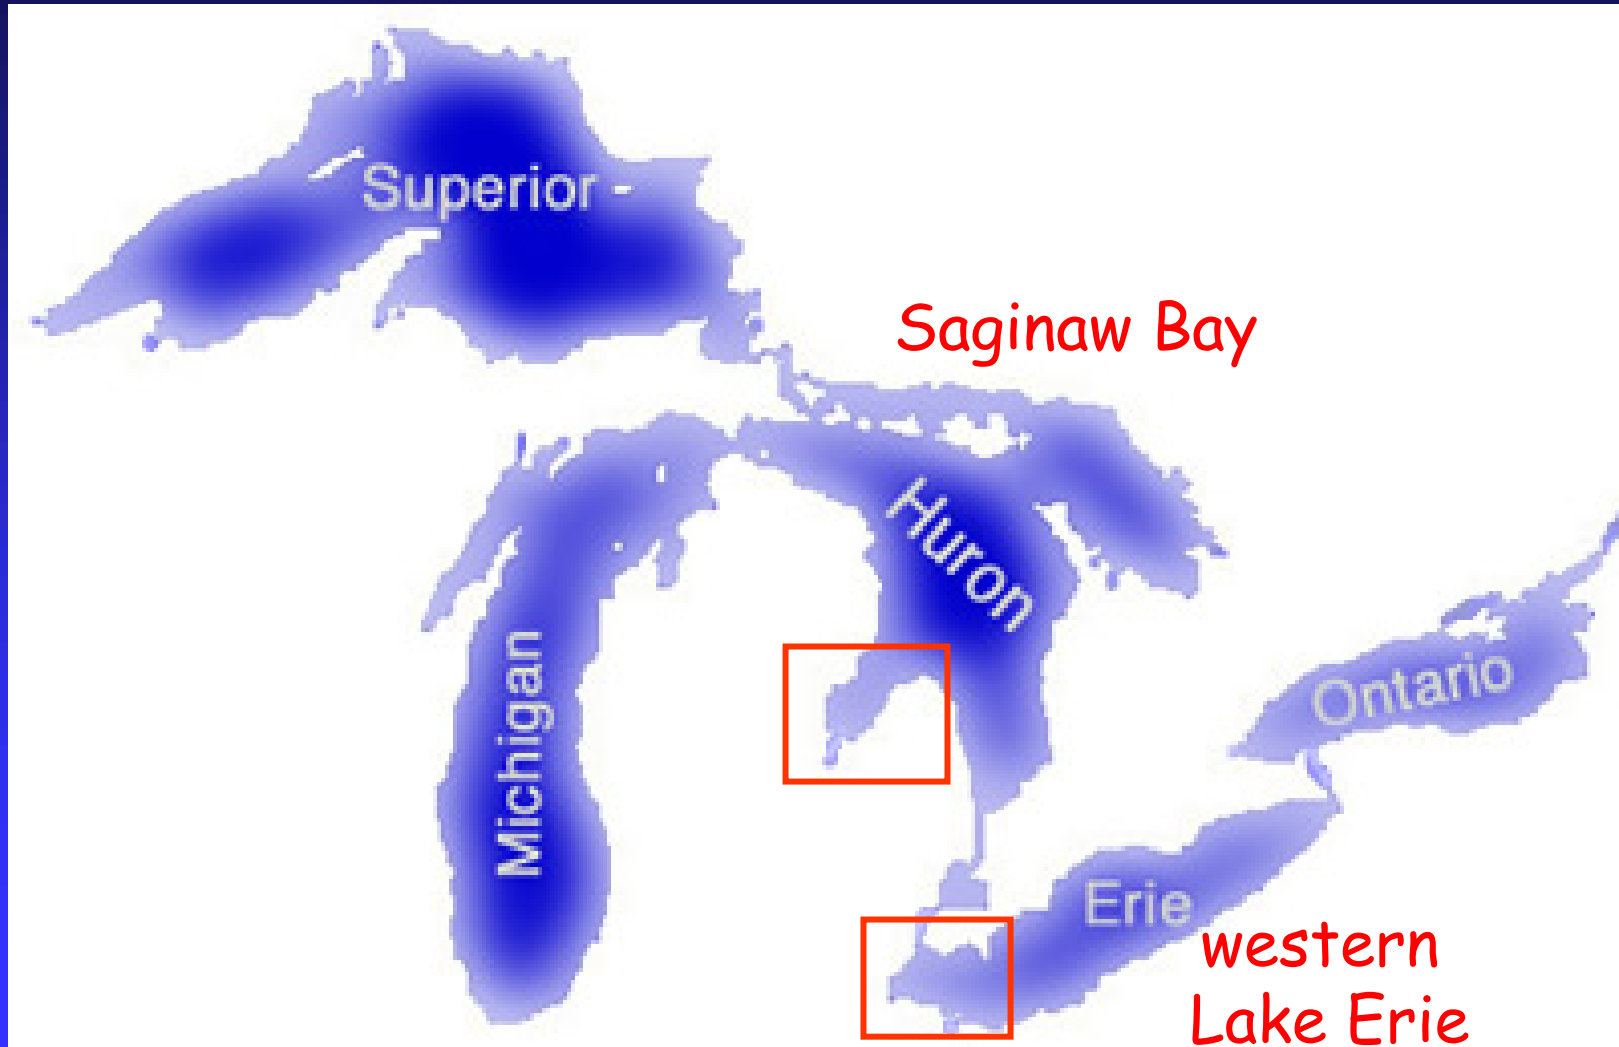 Superior
Saginaw Bay
Huron
Michigan
Ontario
Erie
western
Lake Erie